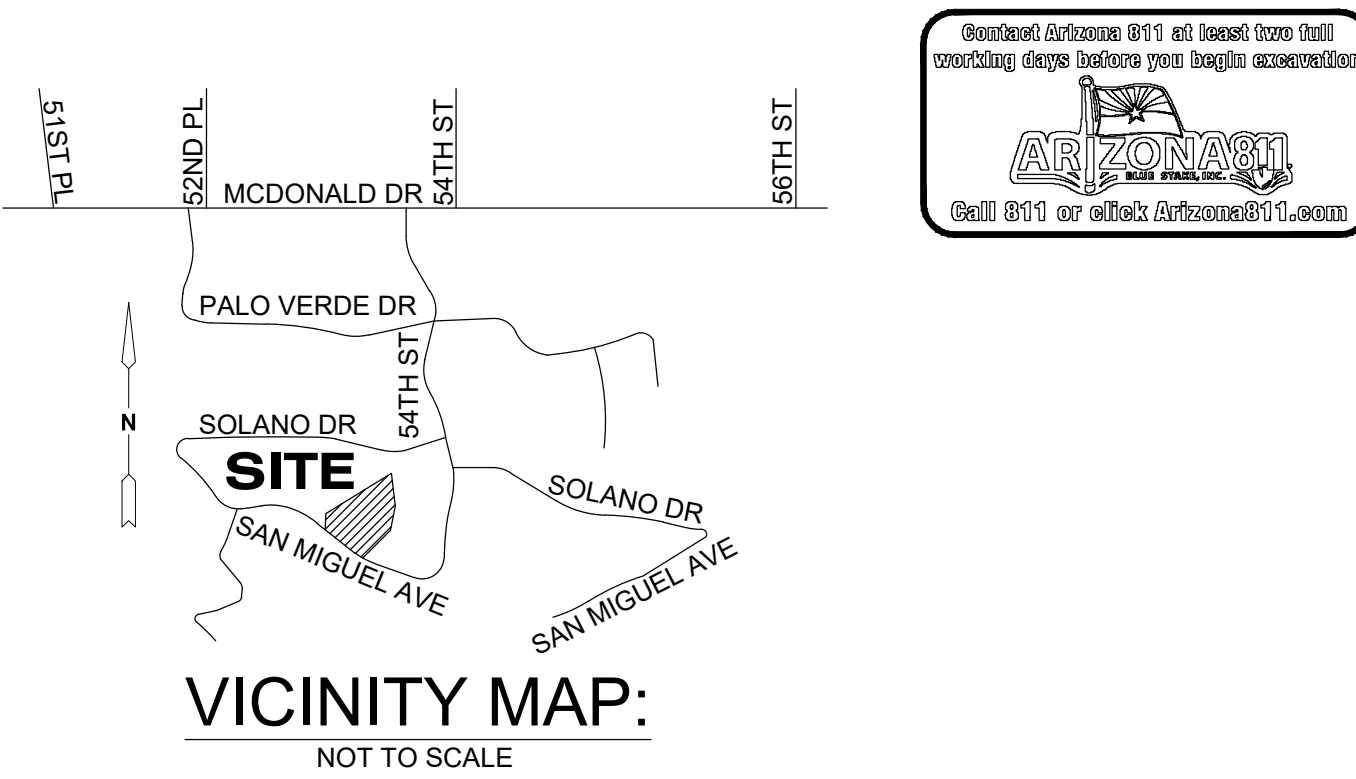 Contact Arizona 811 at least two full
working days before you begin excavation
ARIZONA811
BLUE STAKE, INC.
Call 811 or click Arizona811.com
51ST PL
52ND PL
54TH ST
56TH ST
MCDONALD DR
PALO VERDE DR
54TH ST
N
SOLANO DR
SITE
SOLANO DR
SAN MIGUEL AVE
SAN MIGUEL AVE
VICINITY MAP:
NOT TO SCALE